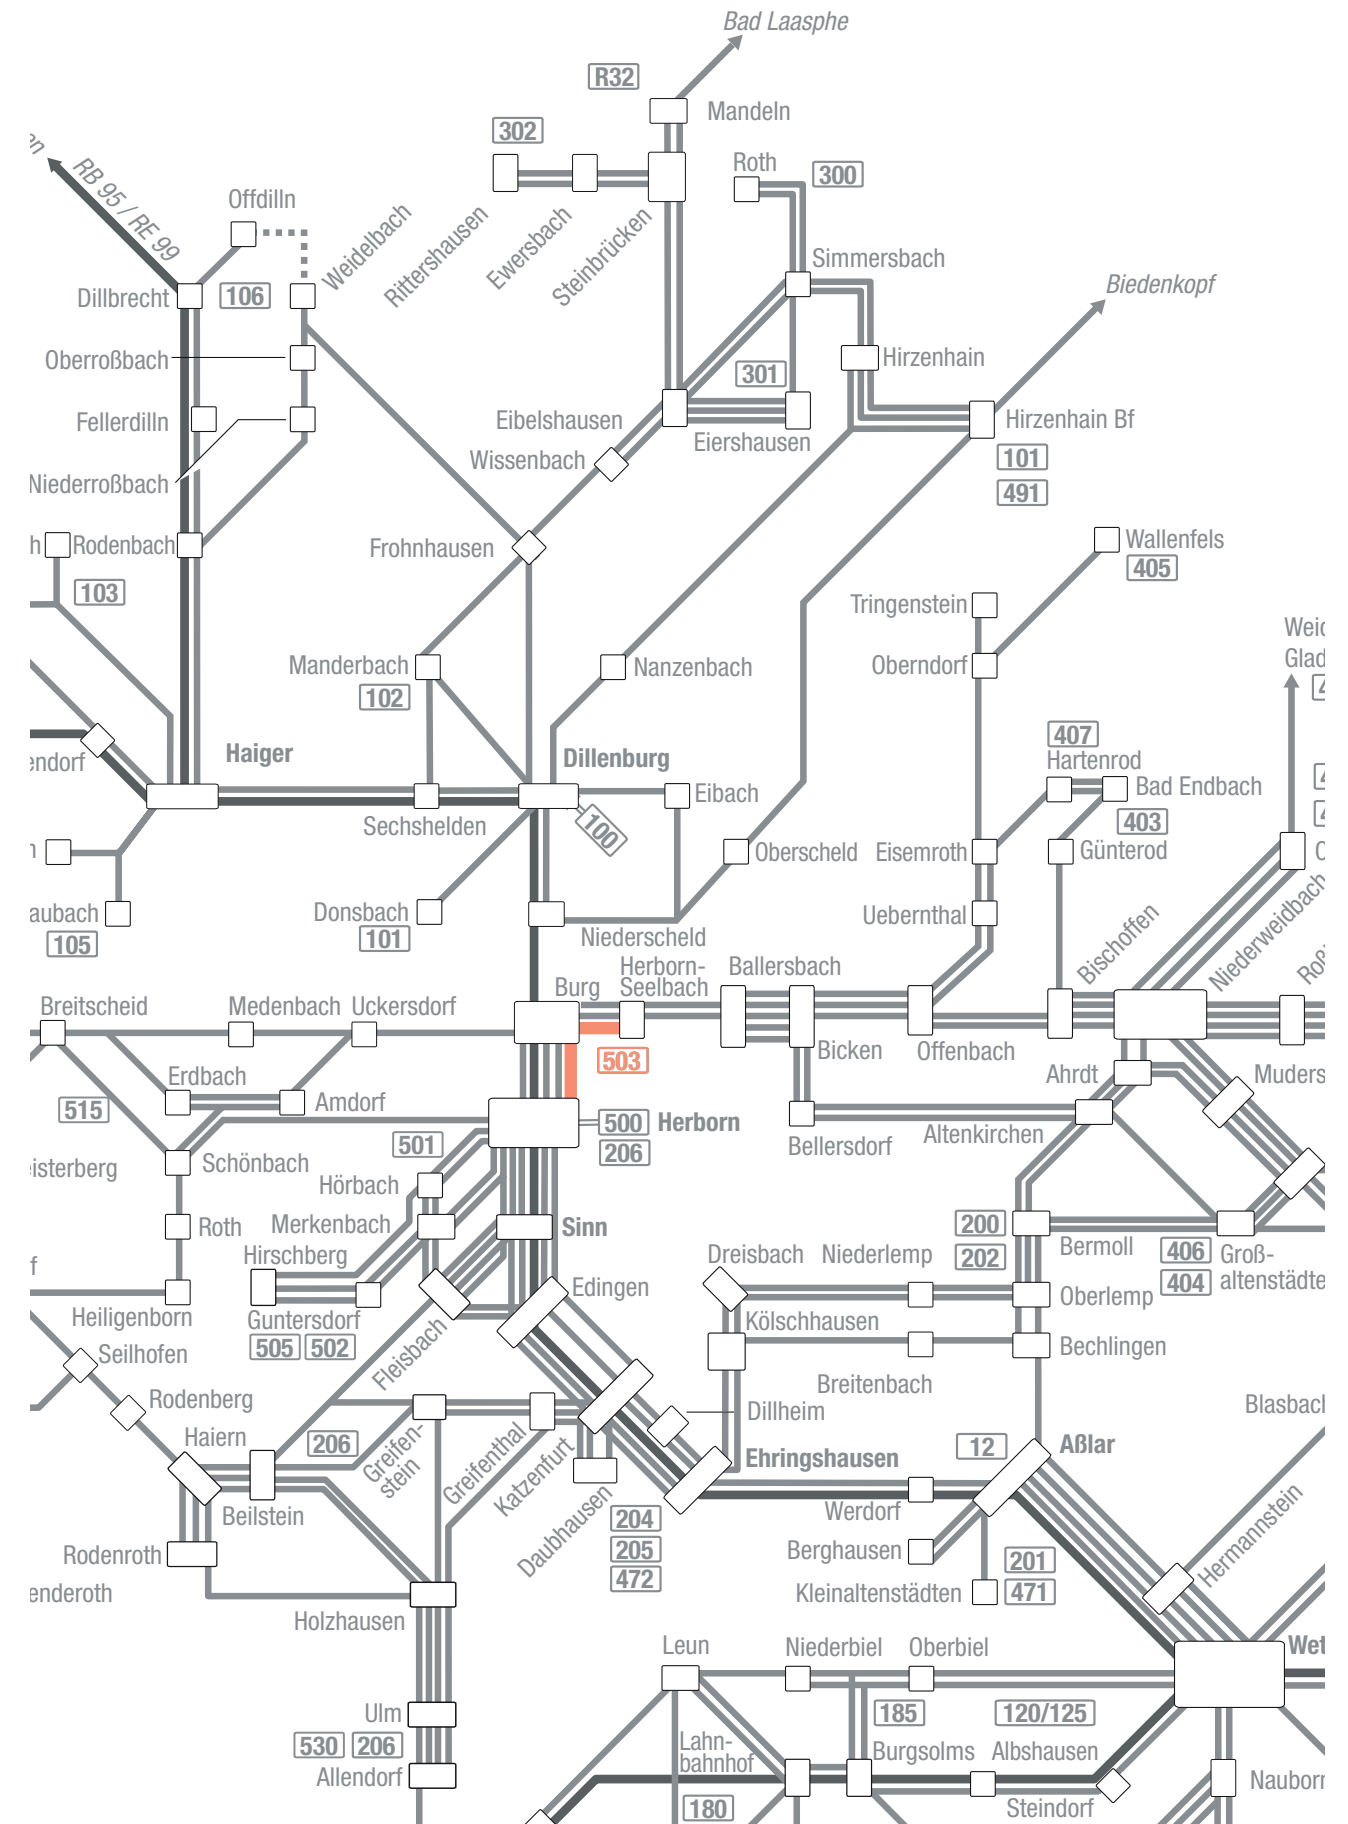 Bad Laasphe
R32
Mandeln
302
Roth
300
RB 95 / RE 99
Offdilln
Weidelbach
Rittershausen
Ewersbach
Steinbrücken
Simmersbach
Dillbrecht
106
Biedenkopf
Oberroßbach
Hirzenhain
301
Fellerdilln
Eibelshausen
Eiershausen
Hirzenhain Bf
Wissenbach
101
Niederroßbach
491
Rodenbach
Frohnhausen
Wallenfels
405
103
Tringenstein
Manderbach
Nanzenbach
Oberndorf
102
407
Haiger
Dillenburg
Hartenrod
Bad Endbach
Eibach
403
Sechshelden
100
Oberscheld
Eisemroth
Günterod
Donsbach
101
Uebernthal
105
Niederscheld
Bischoffen
Niederweidbach
Herborn-
Seelbach
Ballersbach
Burg
Breitscheid
Medenbach
Uckersdorf
503
Bicken
Offenbach
Erdbach
Ahrdt
Amdorf
515
500
Herborn
501
206
Bellersdorf
Altenkirchen
Schönbach
Hörbach
Roth
Merkenbach
Sinn
200
Bermoll
406
Groß-
Hirschberg
Dreisbach
Niederlemp
202
404
Edingen
Oberlemp
Heiligenborn
Guntersdorf
Kölschhausen
505
502
Bechlingen
Seilhofen
Fleisbach
Breitenbach
Rodenberg
Dillheim
Haiern
206
Greifen-
stein
Greifenthal
Katzenfurt
12
Aßlar
Ehringshausen
Beilstein
Daubhausen
204
Werdorf
Hermannstein
205
Rodenroth
Berghausen
201
472
Kleinaltenstädten
471
Holzhausen
Leun
Niederbiel
Oberbiel
Ulm
185
120/125
530
206
Lahn-
bahnhof
Burgsolms
Albshausen
Allendorf
Steindorf
180